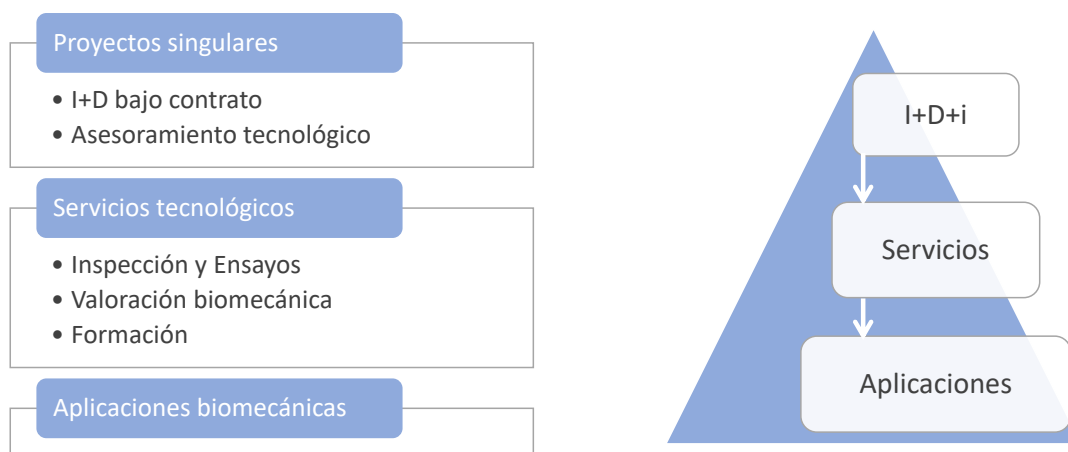 Proyectos singulares
• I+D bajo contrato
• Asesoramiento tecnológico
Servicios tecnológicos
• Inspección y Ensayos
• Valoración biomecánica
• Formación
Aplicaciones biomecánicas
I+D+i
Servicios
Aplicaciones